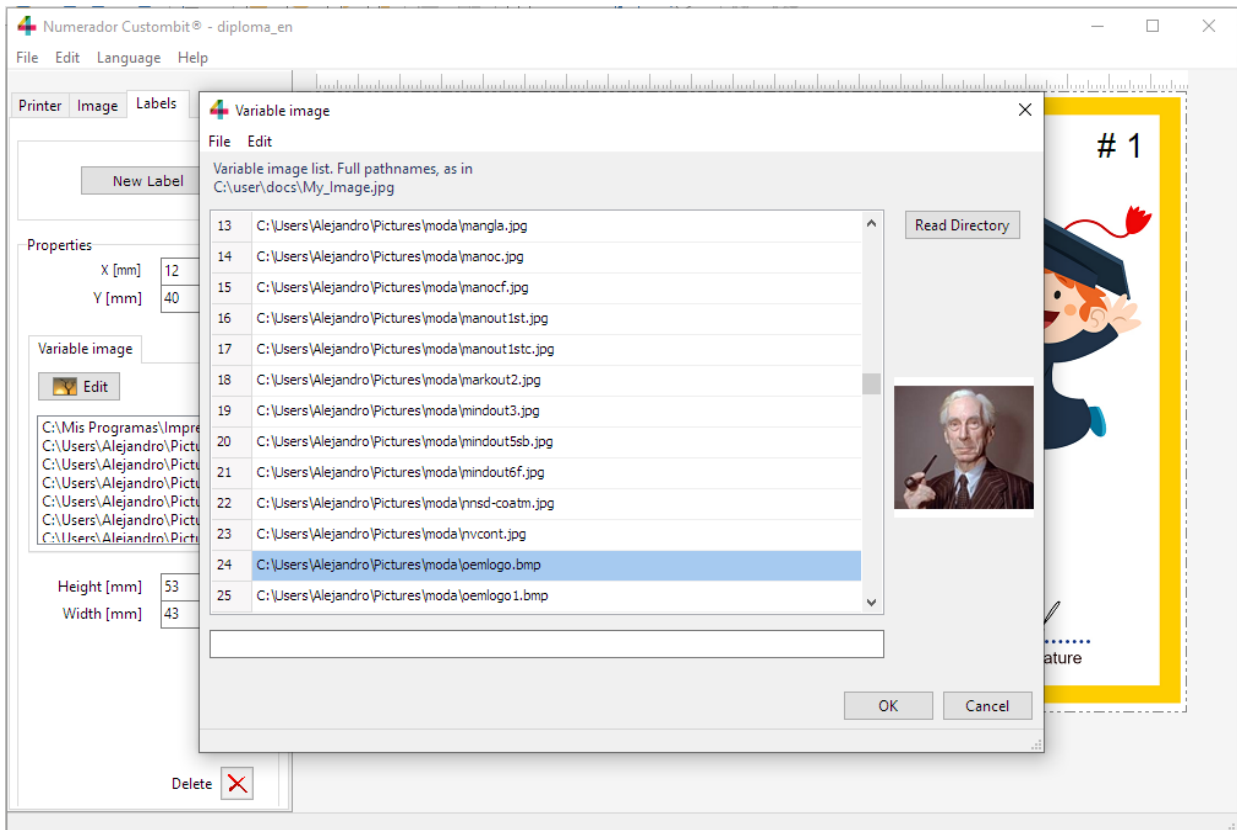 Numerador Custombit® - diploma_en
File Edit Language Help
Printer Image Labels
New Label
Properties
X [mm] 12
Y [mm] 40
Variable image
Edit
C:\Mis Programas\Impre
C:\Users\Alejandro\Pictu
C:\Users\Alejandro\Pictu
C:\Users\Alejandro\Pictu
C:\Users\Alejandro\Pictu
C:\Users\Alejandro\Pictu
C:\Users\Alejandro\Pictu
Height [mm] 53
Width [mm] 43
Delete
Variable image
File Edit
Variable image list. Full pathnames, as in
C:\user\docs\My_Image.jpg
13 C:\Users\Alejandro\Pictures\moda\mangla.jpg
14 C:\Users\Alejandro\Pictures\moda\manoc.jpg
15 C:\Users\Alejandro\Pictures\moda\manocf.jpg
16 C:\Users\Alejandro\Pictures\moda\manout1st.jpg
17 C:\Users\Alejandro\Pictures\moda\manout1stc.jpg
18 C:\Users\Alejandro\Pictures\moda\markout2.jpg
19 C:\Users\Alejandro\Pictures\moda\mindout3.jpg
20 C:\Users\Alejandro\Pictures\moda\mindout5sb.jpg
21 C:\Users\Alejandro\Pictures\moda\mindout6f.jpg
22 C:\Users\Alejandro\Pictures\moda\nnsd-coatm.jpg
23 C:\Users\Alejandro\Pictures\moda\nvcont.jpg
24 C:\Users\Alejandro\Pictures\moda\oemlogo.bmp
25 C:\Users\Alejandro\Pictures\moda\oemlogo1.bmp
Read Directory
OK Cancel
# 1
ature